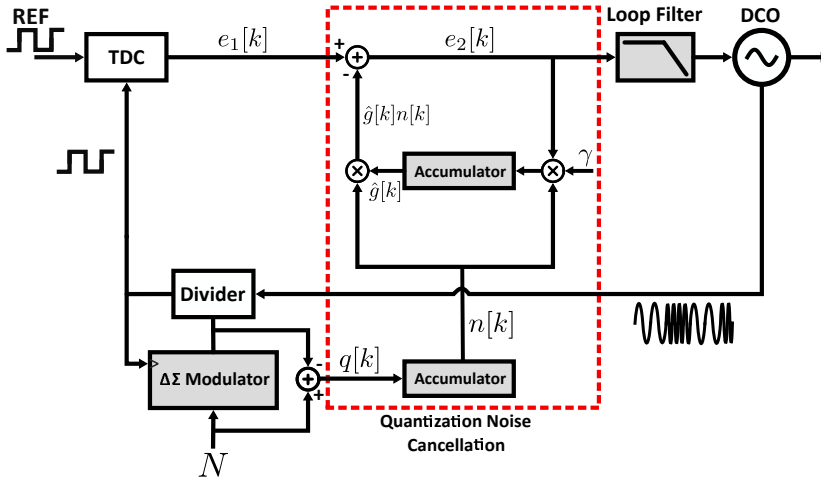 REF
TDC
e₁[k]
+
-
+
e₂[k]
Loop Filter
DCO
ĝ[k]n[k]
×
ĝ[k]
Accumulator
×
γ
Divider
ΔΣ Modulator
-
+
+
q[k]
n[k]
Accumulator
N
Quantization Noise
Cancellation